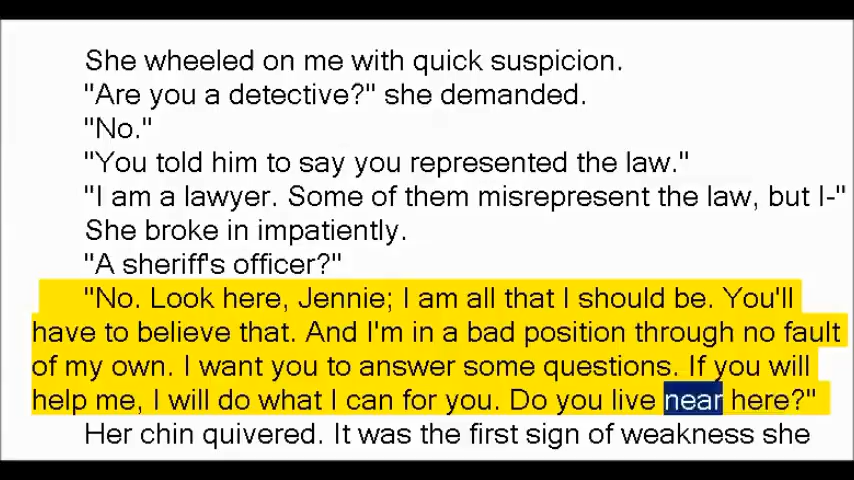 She wheeled on me with quick suspicion.
"Are you a detective?" she demanded.
"No."
"You told him to say you represented the law."
"I am a lawyer. Some of them misrepresent the law, but I-"
She broke in impatiently.
"A sheriff's officer?"
"No. Look here, Jennie; I am all that I should be. You'll
have to believe that. And I'm in a bad position through no fault
of my own. I want you to answer some questions. If you will
help me, I will do what I can for you. Do you live near here?"
Her chin quivered. It was the first sign of weakness she